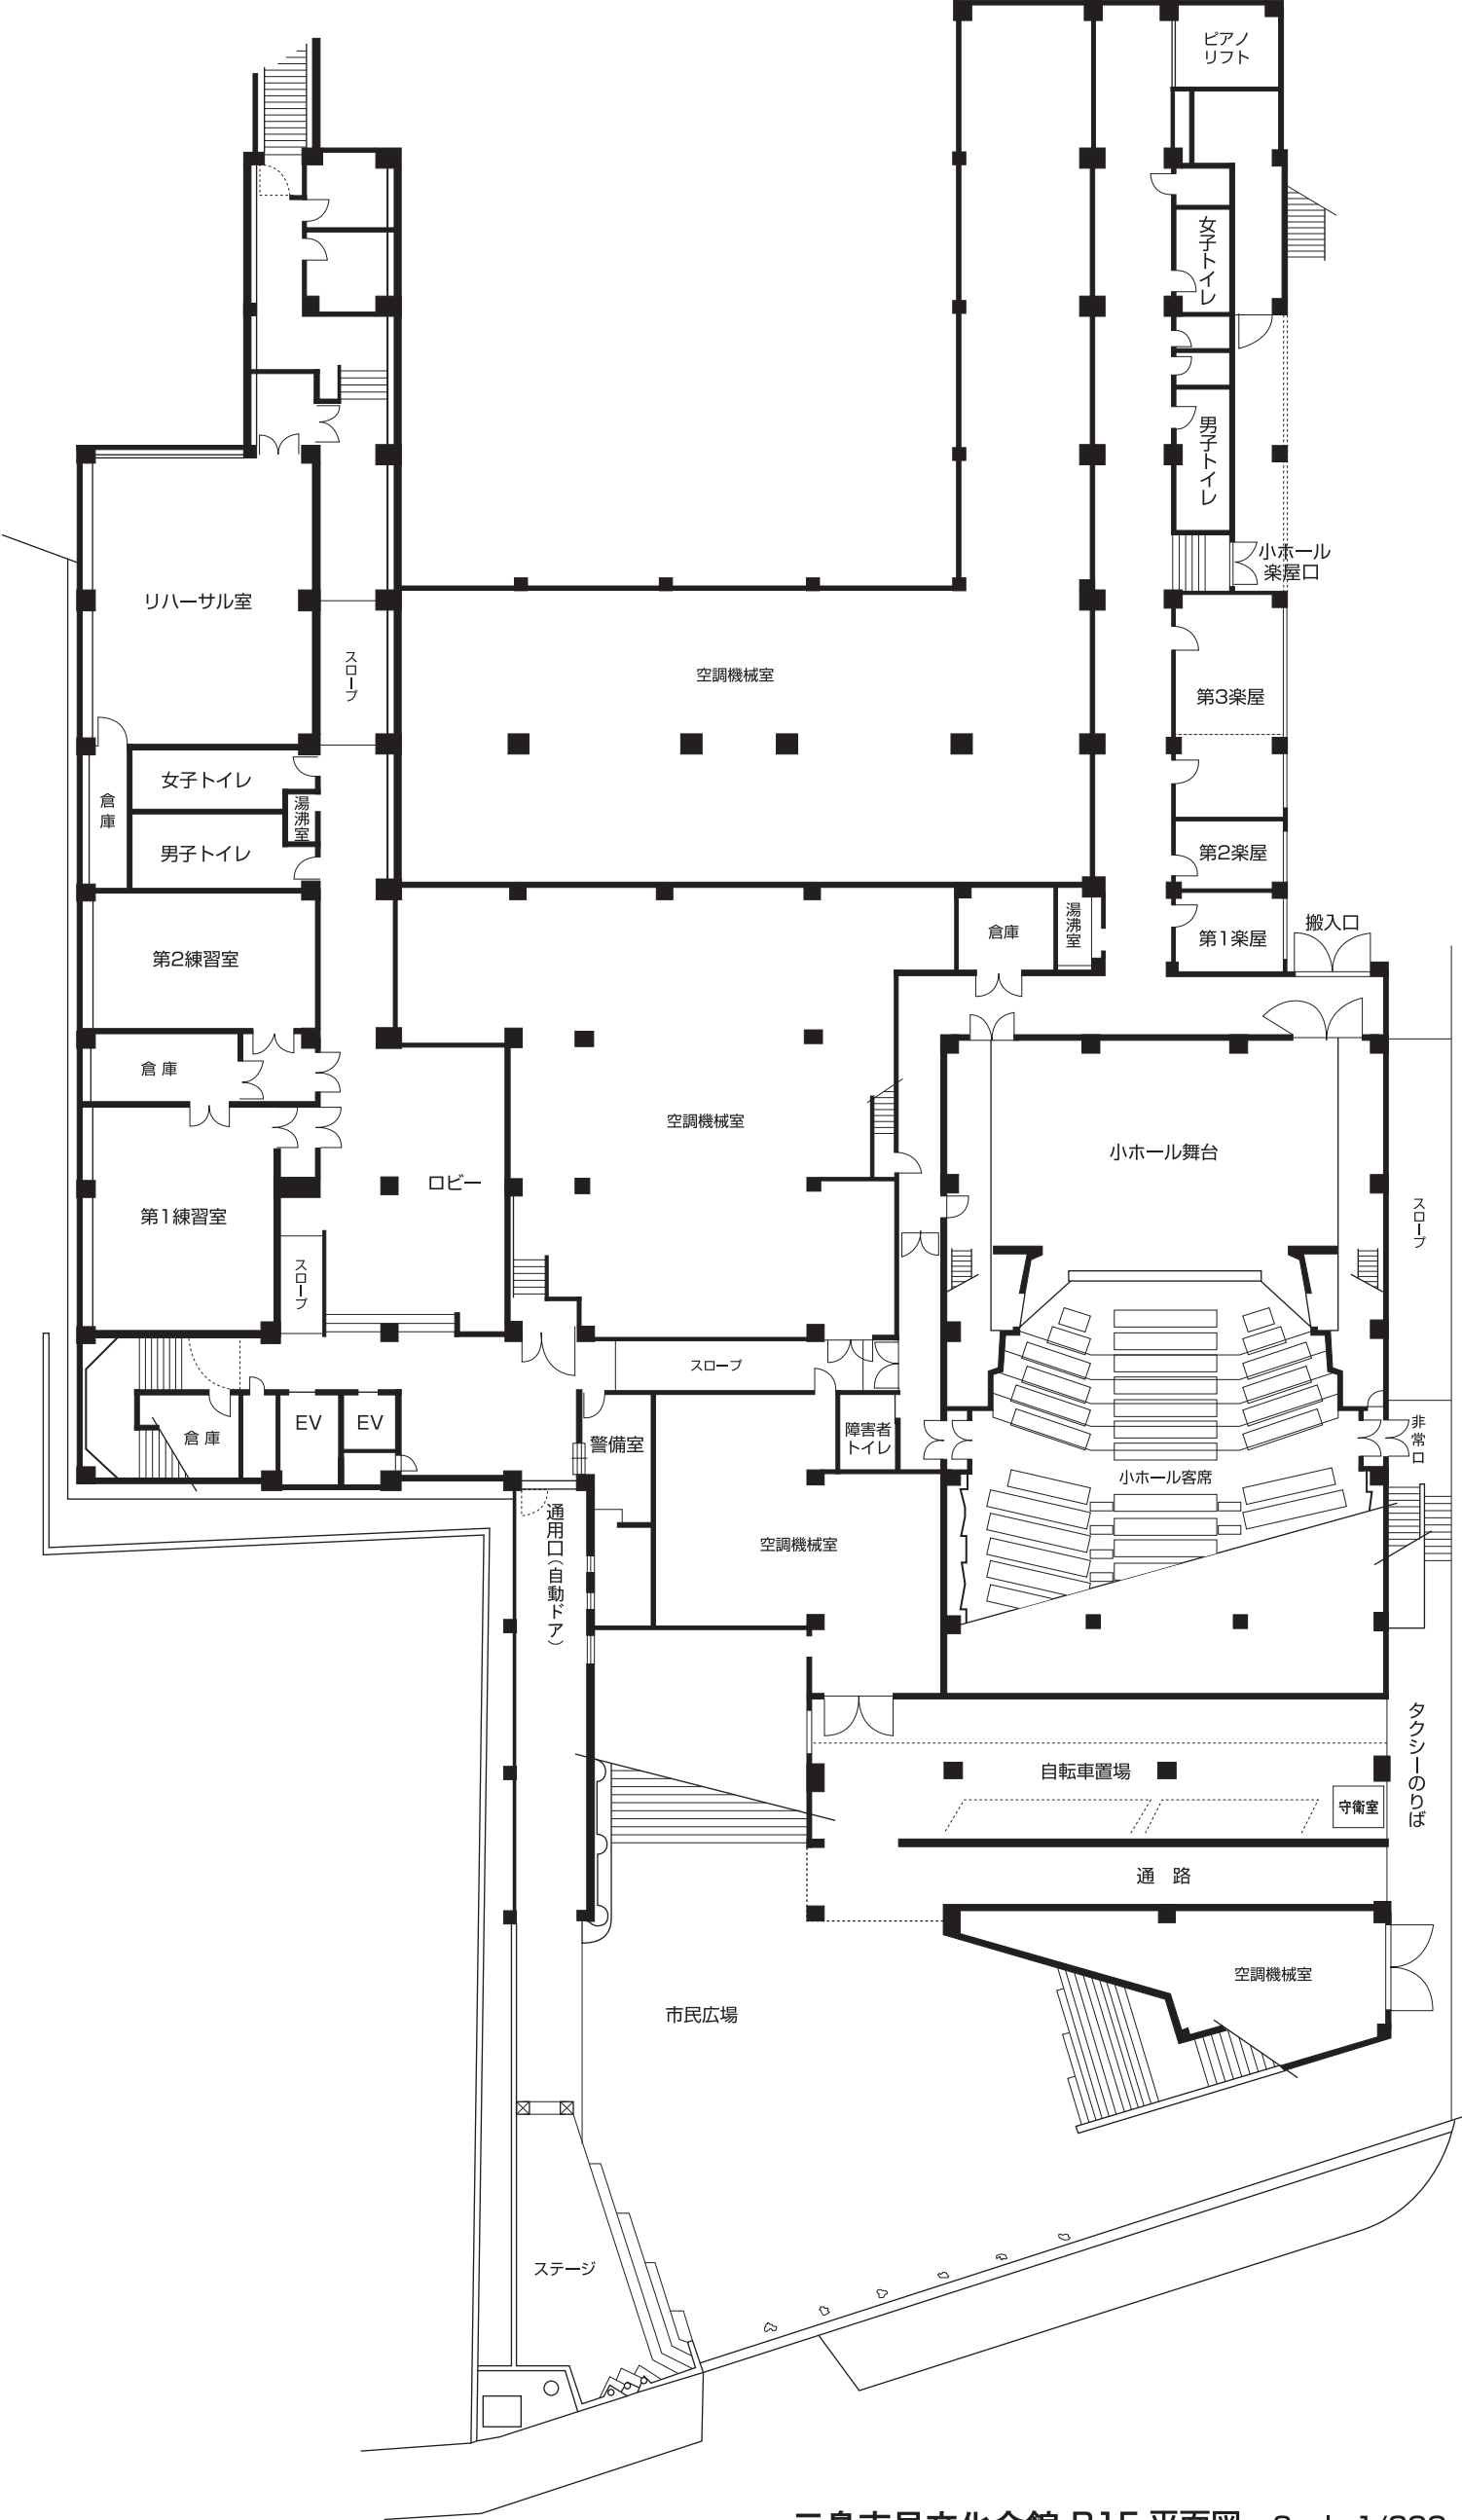 ピアノ
リフト
女子トイレ
男子トイレ
小ホール
楽屋口
リハーサル室
スロープ
空調機械室
第3楽屋
女子トイレ
倉庫
湯沸室
男子トイレ
第2楽屋
第2練習室
倉庫
湯沸室
第1楽屋
搬入口
倉庫
空調機械室
小ホール舞台
ロビー
第1練習室
スロープ
スロープ
スロープ
倉庫
EV
EV
警備室
障害者
トイレ
非常口
小ホール客席
通用口(自動ドア)
空調機械室
タクシーのりば
自転車置場
守衛室
通 路
空調機械室
市民広場
ステージ